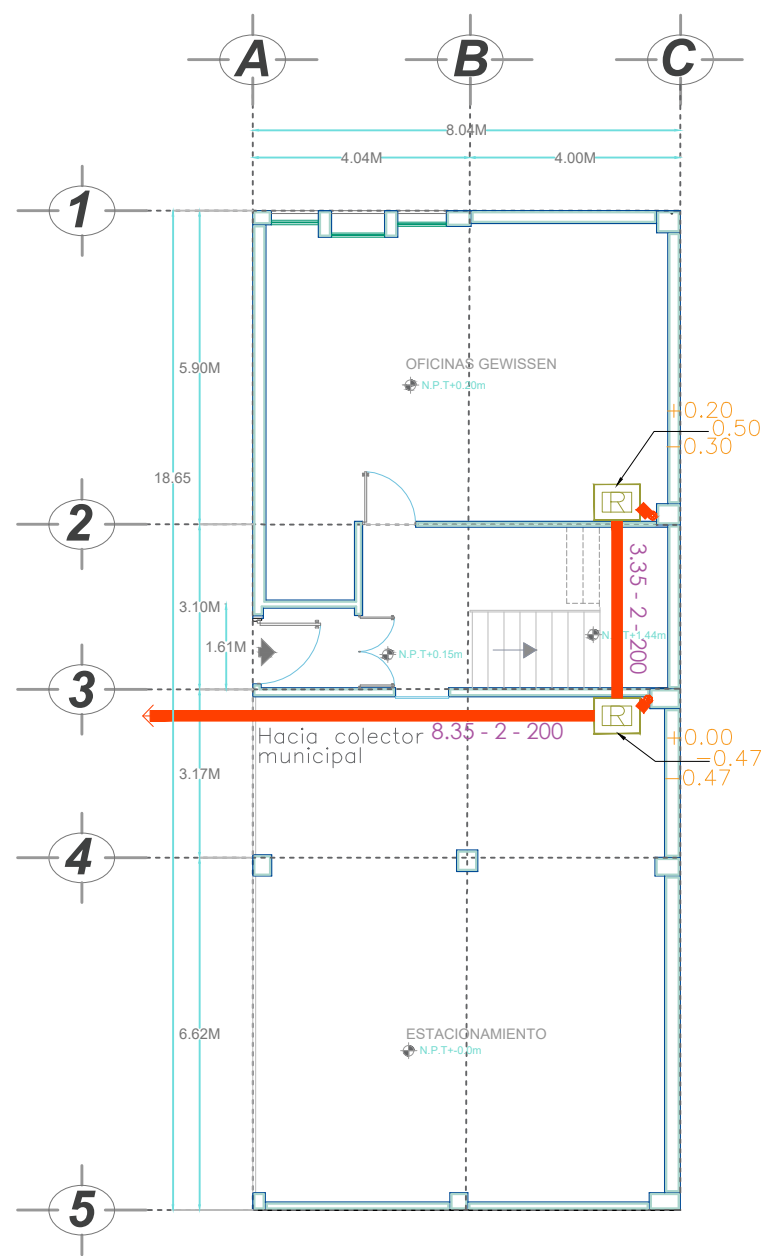 A
B
C
8.04M
4.04M
4.00M
1
5.90M
OFICINAS GEWISSEN
N.P.T+0.20m
+0.20
-0.50
-0.30
18.65
R
2
3.35 - 2 - 200
3.10M
1.61M
N.P.T+1.44m
N.P.T+0.15m
3
R
Hacia colector
municipal
8.35 - 2 - 200
+0.00
-0.47
-0.47
3.17M
4
6.62M
ESTACIONAMIENTO
N.P.T+-0.0m
5